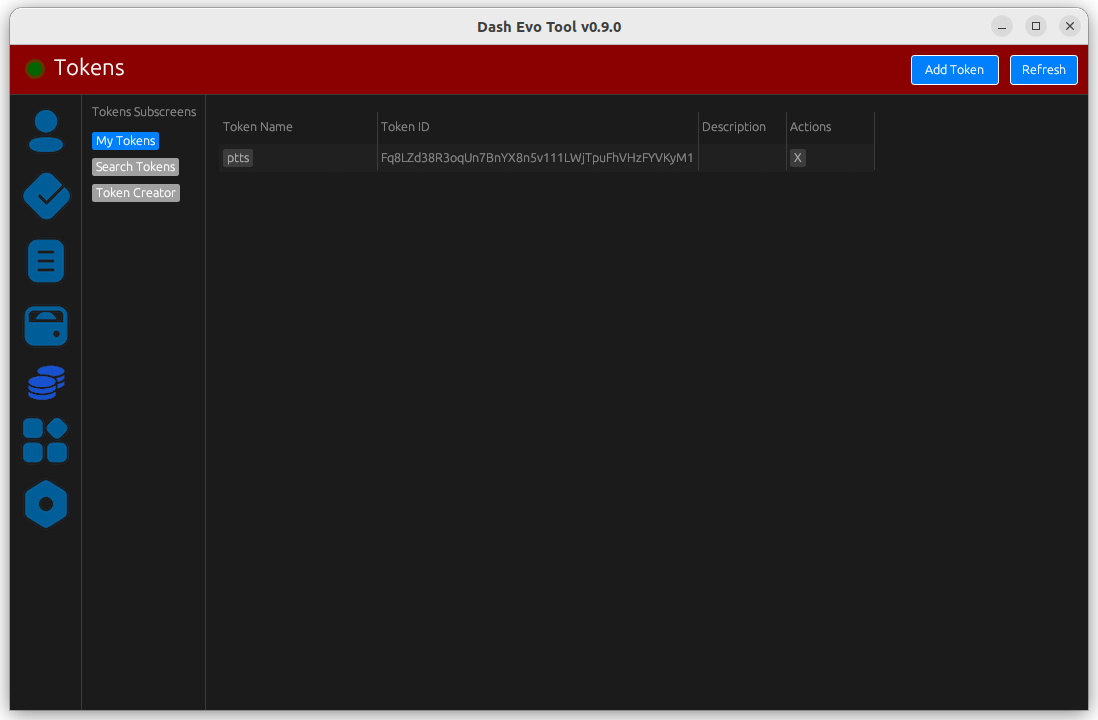 Dash Evo Tool v0.9.0
Tokens
Add Token
Refresh
Tokens Subscreens
My Tokens
Search Tokens
Token Creator
Token Name
Token ID
Description
Actions
ptts
Fq8LZd38R3oqUn7BnYX8n5v111LWjTpuFhVHzFYVKyM1
X